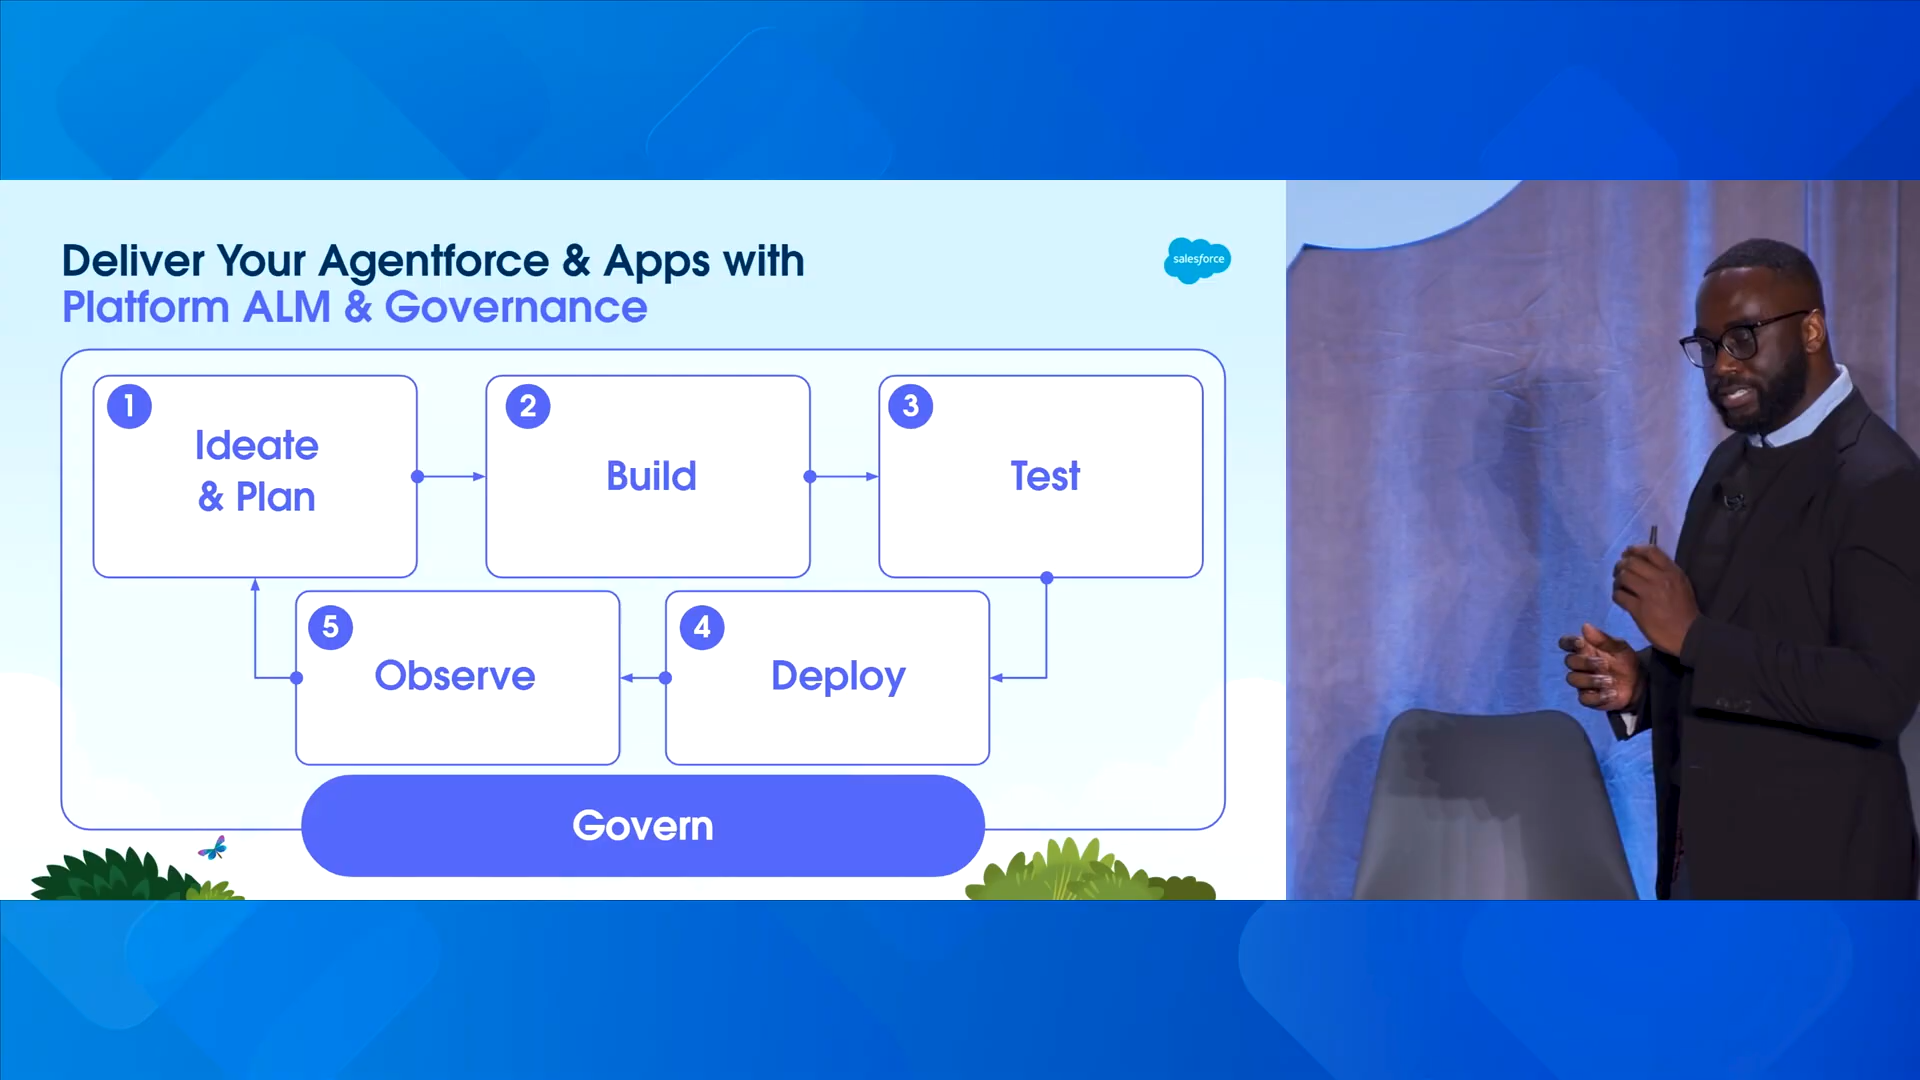 Deliver Your Agentforce & Apps with
Platform ALM & Governance
salesforce
1
Ideate
& Plan
2
Build
3
Test
5
Observe
4
Deploy
Govern